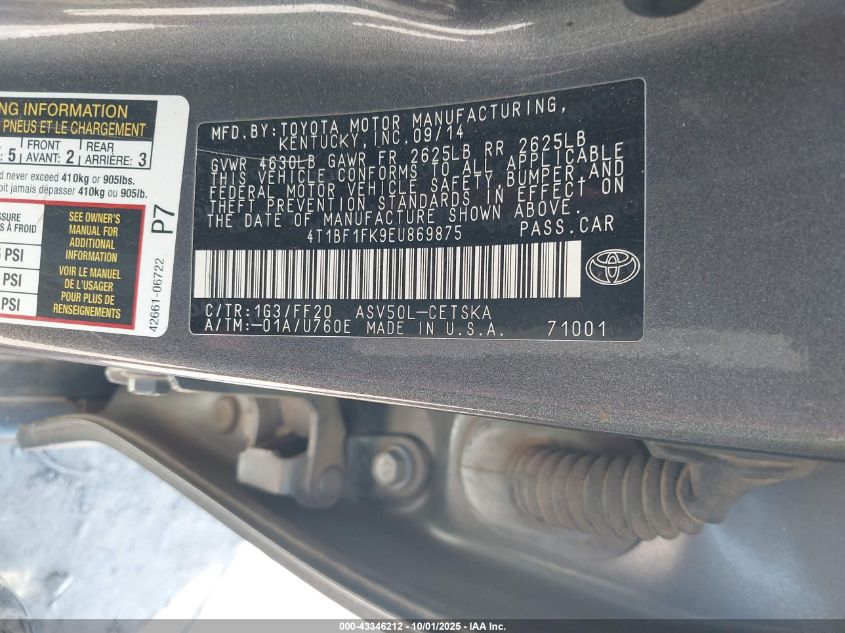 NG INFORMATION
PNEUS ET LE CHARGEMENT
5 FRONT AVANT: 2 REAR ARRIÈRE: 3
d never exceed 410kg or 905lbs.
oit jamais dépasser 410kg ou 905lb.
SSURE
S À FROID
PSI
PSI
PSI
SEE OWNER'S
MANUAL FOR
ADDITIONAL
INFORMATION
VOIR LE MANUEL
DE L'USAGER
POUR PLUS DE
RENSEIGNEMENTS
P7
42661-06722
MFD. BY: TOYOTA MOTOR MANUFACTURING,
KENTUCKY, INC. 09/14
GVWR 4630LB GAWR FR 2625LB RR 2625LB
THIS VEHICLE CONFORMS TO ALL APPLICABLE
FEDERAL MOTOR VEHICLE SAFETY, BUMPER, AND
THEFT PREVENTION STANDARDS IN EFFECT ON
THE DATE OF MANUFACTURE SHOWN ABOVE.
4T1BF1FK9EU869875 PASS.CAR
C/TR:1G3/FF20 ASV50L-CETSKA
A/TM:-01A/U760E MADE IN U.S.A. 71001
000-43346212 - 10/01/2025 - IAA Inc.